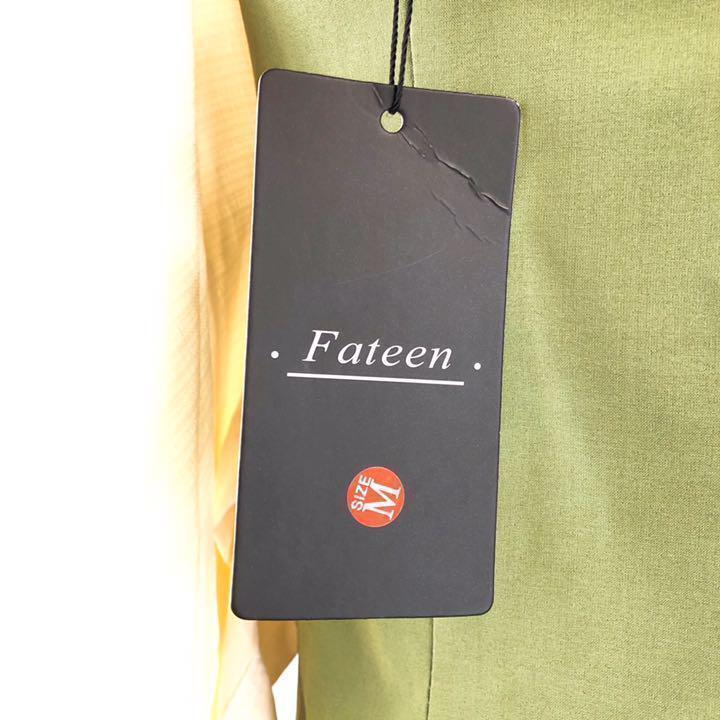 . Fateen .
SIZE
M